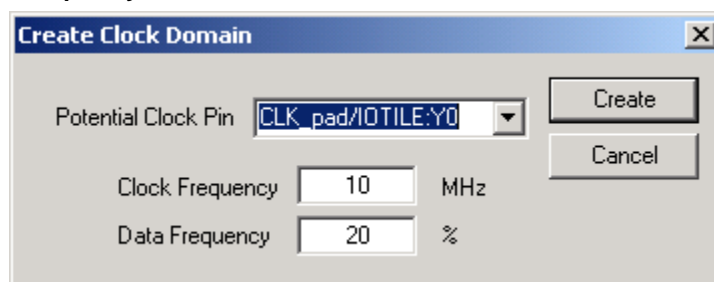 Create Clock Domain
Potential Clock Pin CLK_pad/IOTILE:Y0 Create
Cancel
Clock Frequency 10 MHz
Data Frequency 20 %